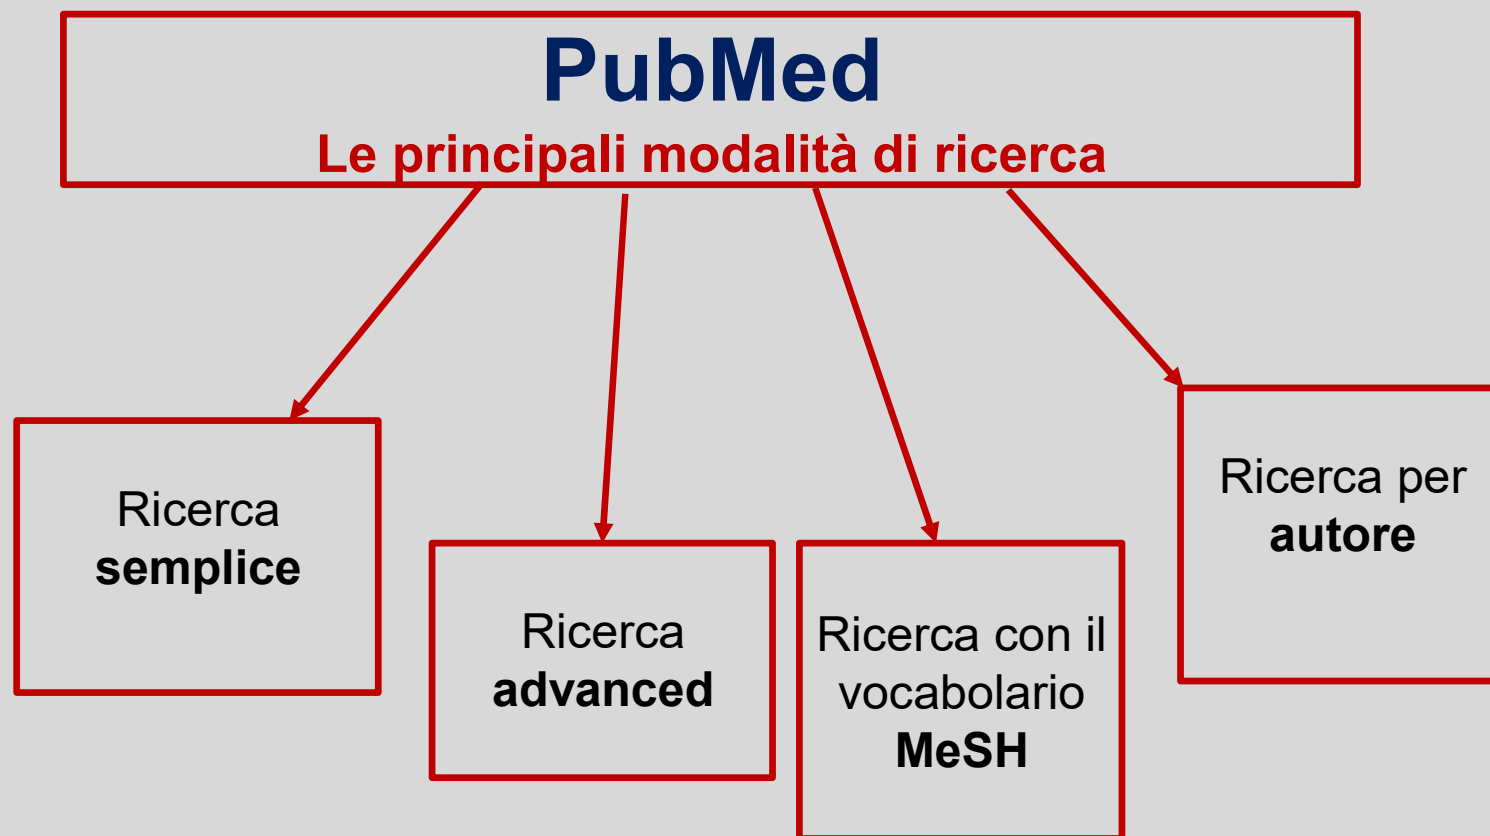 PubMed
Le principali modalità di ricerca
Ricerca
semplice
Ricerca
advanced
Ricerca con il
vocabolario
MeSH
Ricerca per
autore